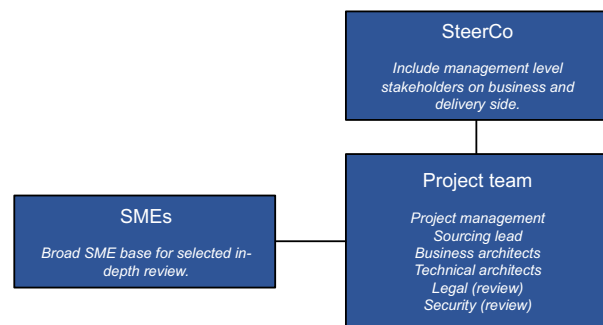 SteerCo
Include management level
stakeholders on business and
delivery side.
Project team
Project management
Sourcing lead
Business architects
Technical architects
Legal (review)
Security (review)
SMEs
Broad SME base for selected in-
depth review.